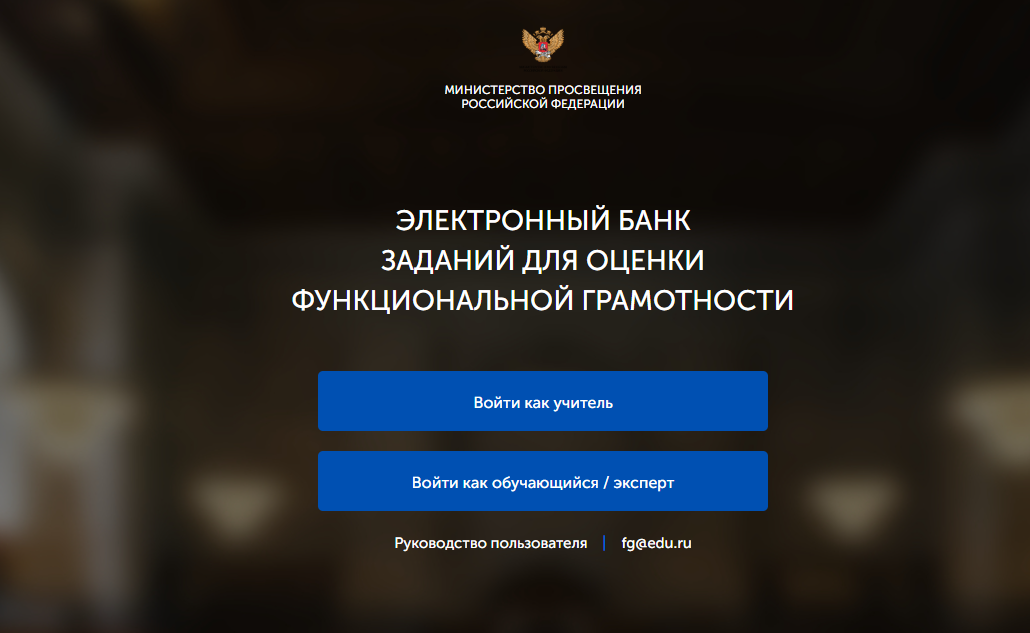 МИНИСТЕРСТВО ПРОСВЕЩЕНИЯ
РОССИЙСКОЙ ФЕДЕРАЦИИ
ЭЛЕКТРОННЫЙ БАНК
ЗАДАНИЙ ДЛЯ ОЦЕНКИ
ФУНКЦИОНАЛЬНОЙ ГРАМОТНОСТИ
Войти как учитель
Войти как обучающийся / эксперт
Руководство пользователя | fg@edu.ru